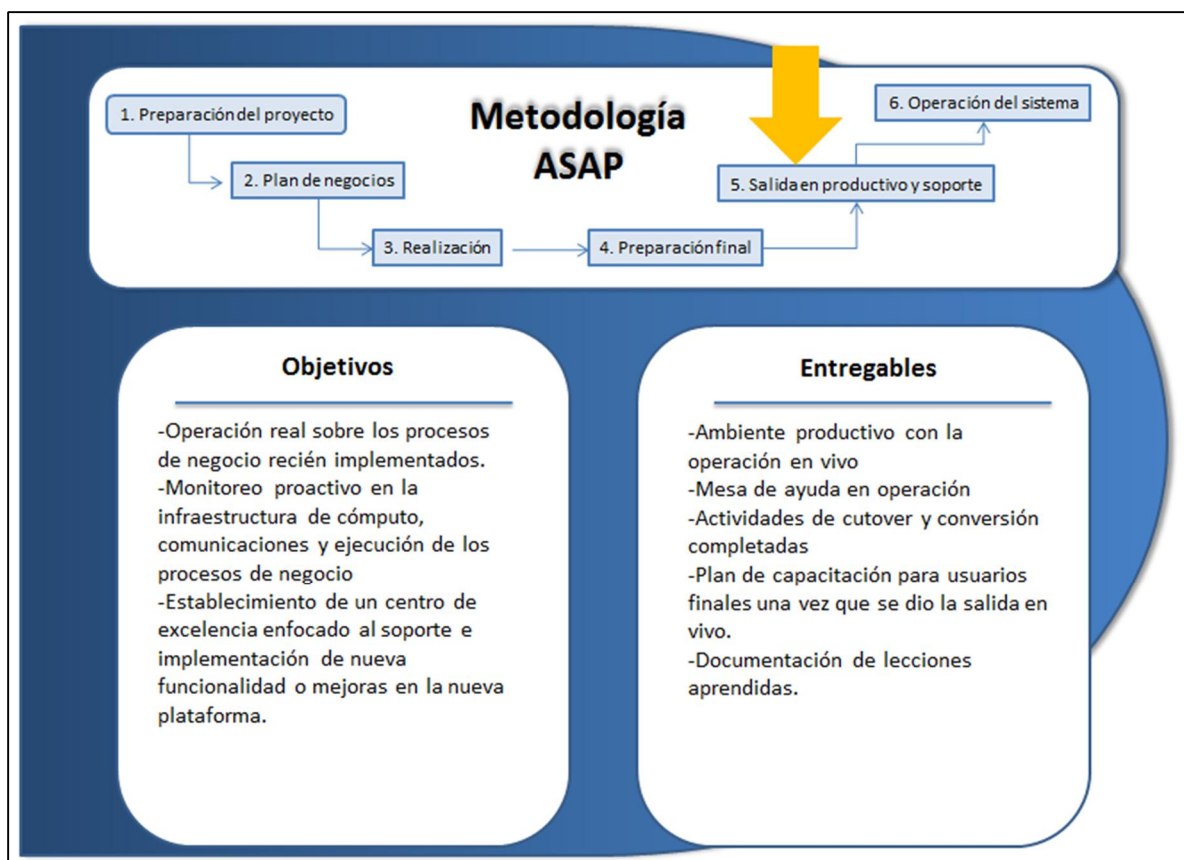 Metodología
ASAP
1. Preparación del proyecto
2. Plan de negocios
3. Realización
4. Preparación final
5. Salida en productivo y soporte
6. Operación del sistema
Objetivos
-Operación real sobre los procesos
de negocio recién implementados.
-Monitoreo proactivo en la
infraestructura de cómputo,
comunicaciones y ejecución de los
procesos de negocio
-Establecimiento de un centro de
excelencia enfocado al soporte e
implementación de nueva
funcionalidad o mejoras en la nueva
plataforma.
Entregables
-Ambiente productivo con la
operación en vivo
-Mesa de ayuda en operación
-Actividades de cutover y conversión
completadas
-Plan de capacitación para usuarios
finales una vez que se dio la salida en
vivo.
-Documentación de lecciones
aprendidas.